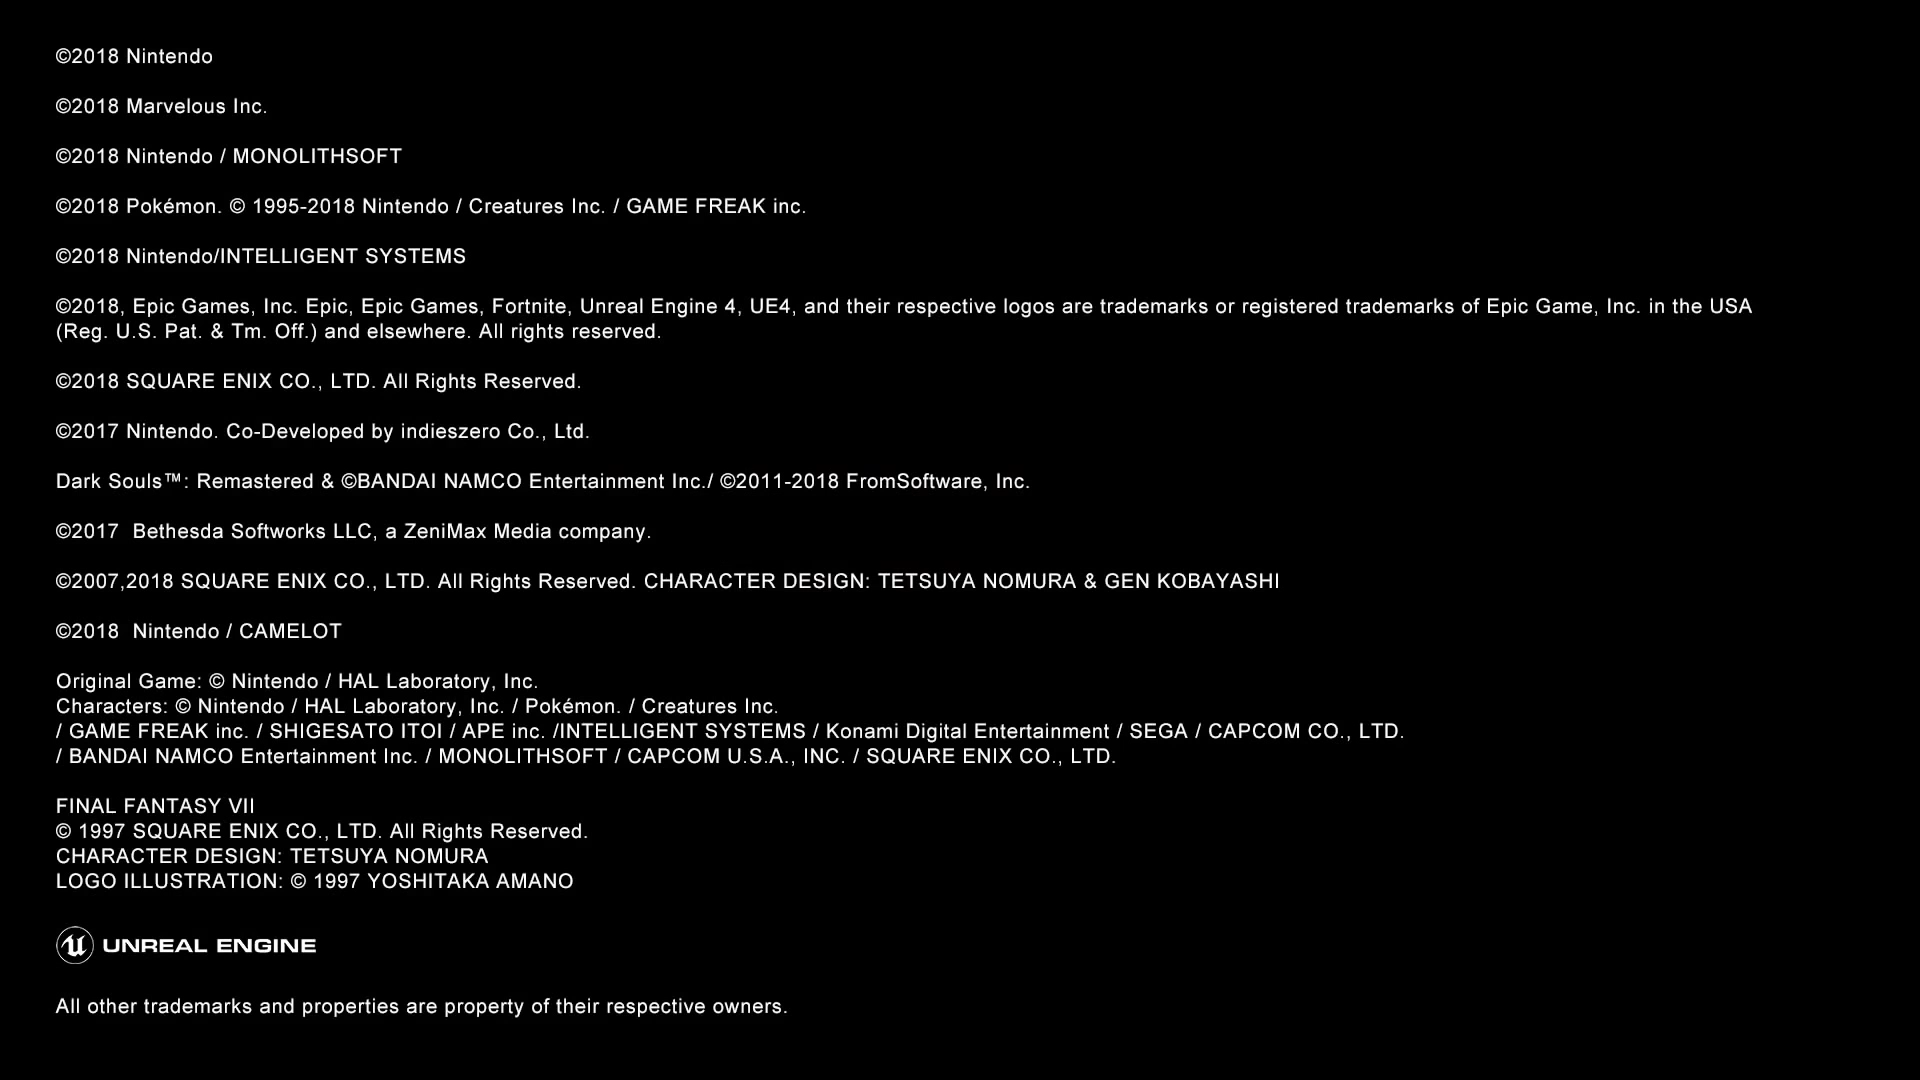 ©2018 Nintendo
©2018 Marvelous Inc.
©2018 Nintendo / MONOLITHSOFT
©2018 Pokémon. © 1995-2018 Nintendo / Creatures Inc. / GAME FREAK inc.
©2018 Nintendo/INTELLIGENT SYSTEMS
©2018, Epic Games, Inc. Epic, Epic Games, Fortnite, Unreal Engine 4, UE4, and their respective logos are trademarks or registered trademarks of Epic Game, Inc. in the USA
(Reg. U.S. Pat. & Tm. Off.) and elsewhere. All rights reserved.
©2018 SQUARE ENIX CO., LTD. All Rights Reserved.
©2017 Nintendo. Co-Developed by indieszero Co., Ltd.
Dark Souls™: Remastered & ©BANDAI NAMCO Entertainment Inc./ ©2011-2018 FromSoftware, Inc.
©2017  Bethesda Softworks LLC, a ZeniMax Media company.
©2007,2018 SQUARE ENIX CO., LTD. All Rights Reserved. CHARACTER DESIGN: TETSUYA NOMURA & GEN KOBAYASHI
©2018  Nintendo / CAMELOT
Original Game: © Nintendo / HAL Laboratory, Inc.
Characters: © Nintendo / HAL Laboratory, Inc. / Pokémon. / Creatures Inc.
/ GAME FREAK inc. / SHIGESATO ITOI / APE inc. /INTELLIGENT SYSTEMS / Konami Digital Entertainment / SEGA / CAPCOM CO., LTD.
/ BANDAI NAMCO Entertainment Inc. / MONOLITHSOFT / CAPCOM U.S.A., INC. / SQUARE ENIX CO., LTD.
FINAL FANTASY VII
© 1997 SQUARE ENIX CO., LTD. All Rights Reserved.
CHARACTER DESIGN: TETSUYA NOMURA
LOGO ILLUSTRATION: © 1997 YOSHITAKA AMANO
UNREAL ENGINE
All other trademarks and properties are property of their respective owners.